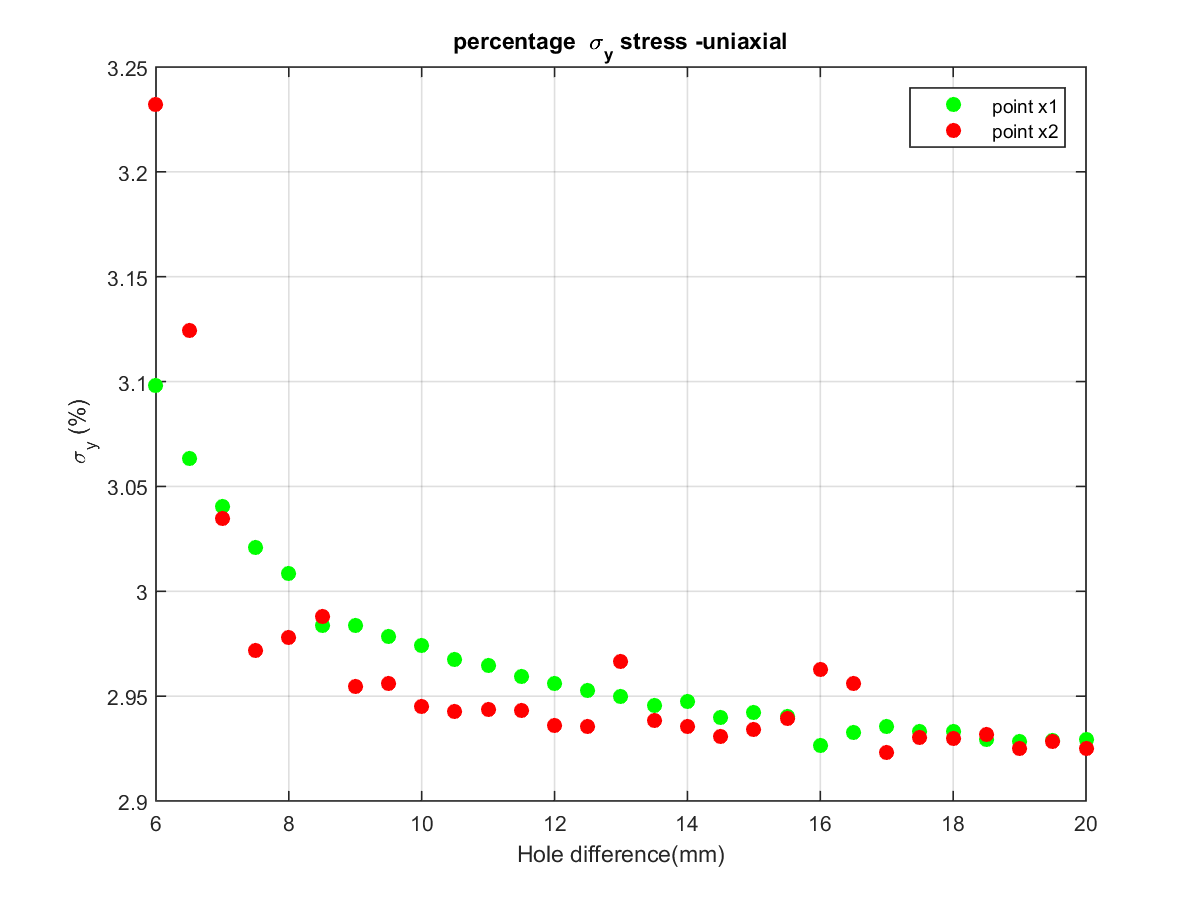 percentage σy stress -uniaxial
point x1
point x2
3.25
3.2
3.15
3.1
3.05
3
2.95
2.9
σy (%)
6 8 10 12 14 16 18 20
Hole difference(mm)